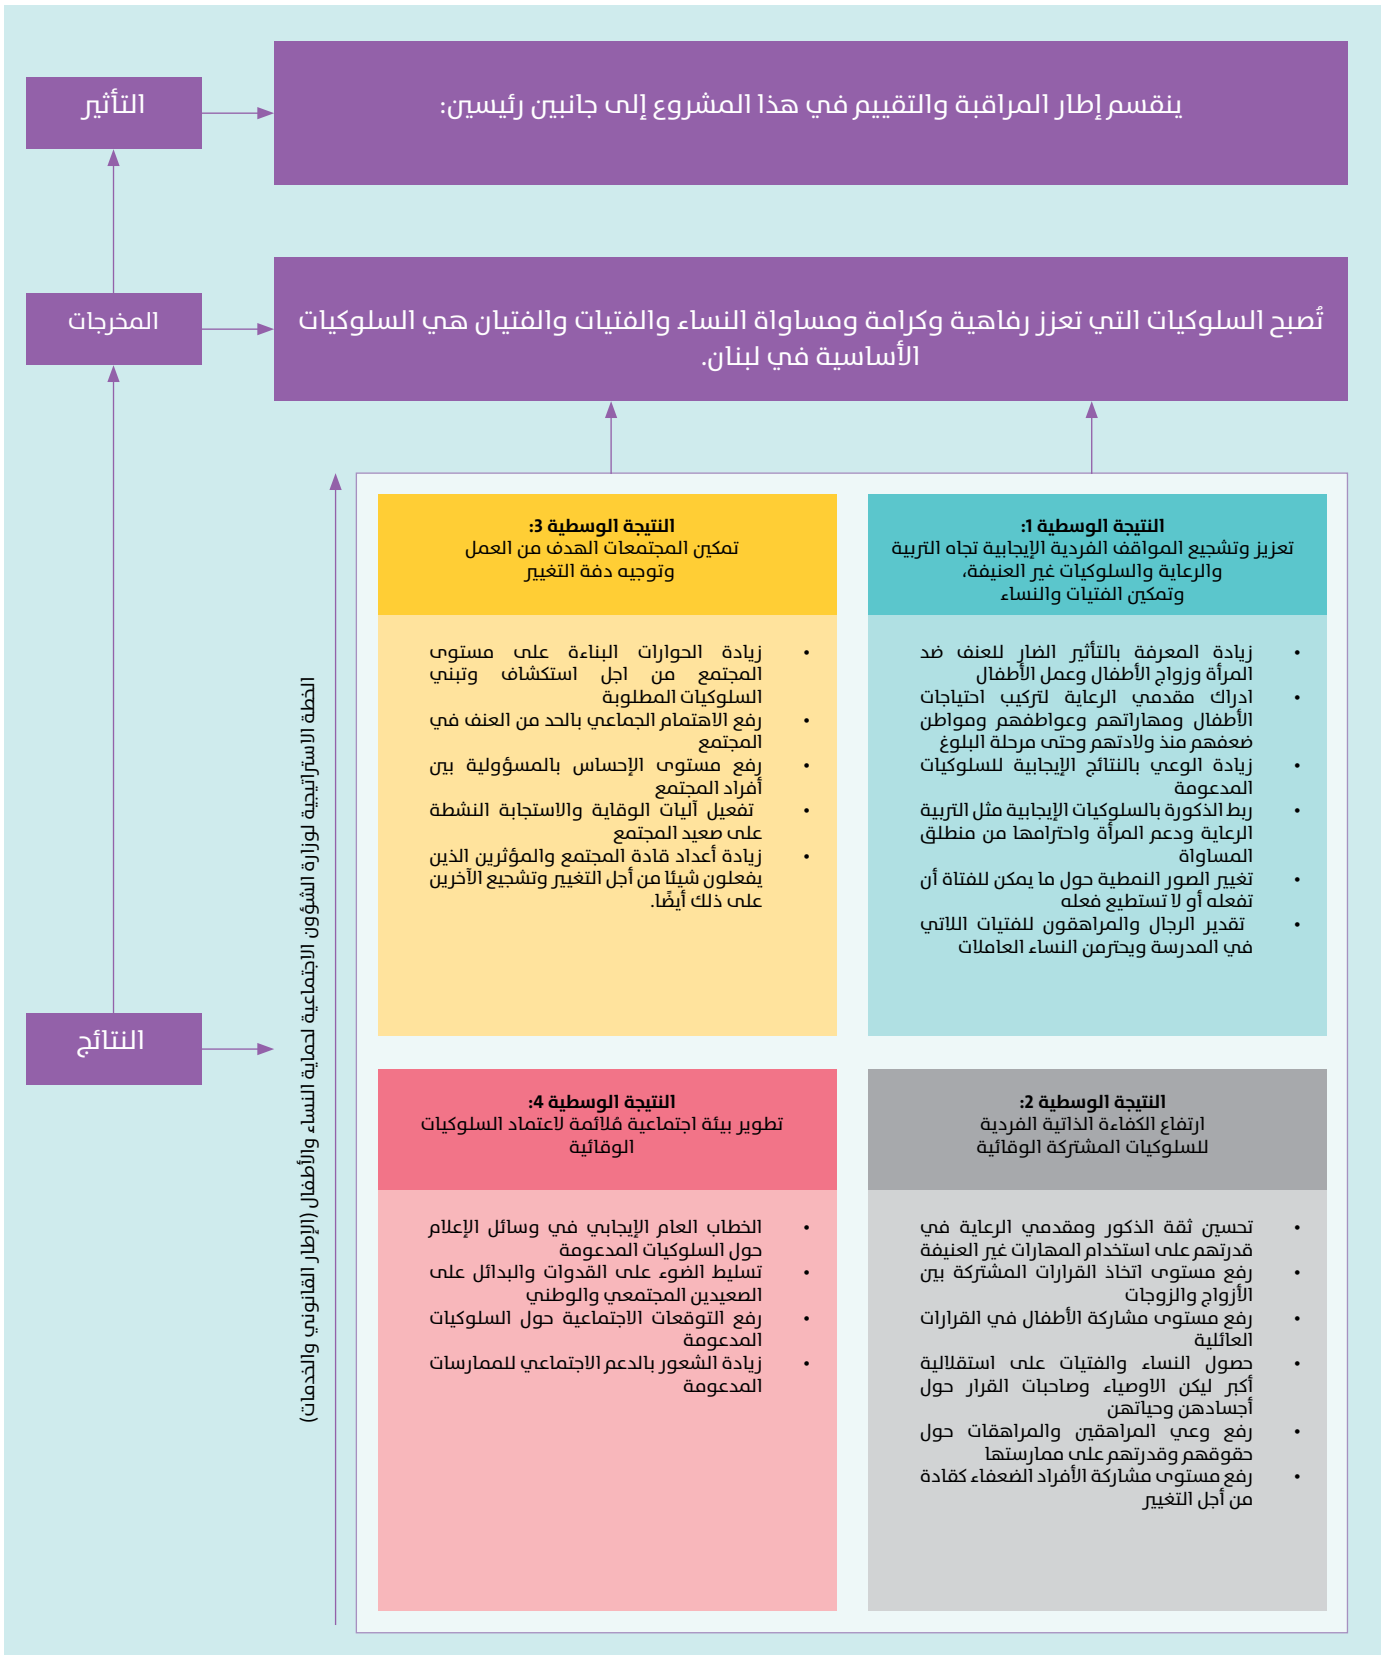 التأثير
ينقسم إطار المراقبة والتقييم في هذا المشروع إلى جانبين رئيسين:
المخرجات
تُصبح السلوكيات التي تعزز رفاهية وكرامة ومساواة النساء والفتيات والفتيان هي السلوكيات
الأساسية في لبنان.
النتائج
الخطة الاستراتيجية لوزارة الشؤون الاجتماعية لحماية النساء والأطفال (الإطار القانوني والخدمات)
النتيجة الوسطية 1:
تعزيز وتشجيع المواقف الفردية الإيجابية تجاه التربية
والرعاية والسلوكيات غير العنيفة،
وتمكين الفتيات والنساء
• زيادة المعرفة بالتأثير الضار للعنف ضد
المرأة وزواج الأطفال وعمل الأطفال
• ادراك مقدمي الرعاية لتركيب احتياجات
الأطفال ومهاراتهم وعواطفهم ومواطن
ضعفهم منذ ولادتهم وحتى مرحلة البلوغ
• زيادة الوعي بالنتائج الإيجابية للسلوكيات
المدعومة
• ربط الذكورة بالسلوكيات الإيجابية مثل التربية
الرعاية ودعم المرأة واحترامها من منطلق
المساواة
• تغيير الصور النمطية حول ما يمكن للفتاة أن
تفعله أو لا تستطيع فعله
• تقدير الرجال والمراهقون للفتيات اللاتي
في المدرسة ويحترمن النساء العاملات
النتيجة الوسطية 3:
تمكين المجتمعات الهدف من العمل
وتوجيه دفة التغيير
• زيادة الحوارات البناءة على مستوى
المجتمع من اجل استكشاف وتبني
السلوكيات المطلوبة
• رفع الاهتمام الجماعي بالحد من العنف في
المجتمع
• رفع مستوى الإحساس بالمسؤولية بين
أفراد المجتمع
• تفعيل آليات الوقاية والاستجابة النشطة
على صعيد المجتمع
• زيادة أعداد قادة المجتمع والمؤثرين الذين
يفعلون شيئا من أجل التغيير وتشجيع الآخرين
على ذلك أيضًا.
النتيجة الوسطية 2:
ارتفاع الكفاءة الذاتية الفردية
للسلوكيات المشتركة الوقائية
• تحسين ثقة الذكور ومقدمي الرعاية في
قدرتهم على استخدام المهارات غير العنيفة
• رفع مستوى اتخاذ القرارات المشتركة بين
الأزواج والزوجات
• رفع مستوى مشاركة الأطفال في القرارات
العائلية
• حصول النساء والفتيات على استقلالية
أكبر ليكن الاوصياء وصاحبات القرار حول
أجسادهن وحياتهن
• رفع وعي المراهقين والمراهقات حول
حقوقهم وقدرتهم على ممارستها
• رفع مستوى مشاركة الأفراد الضعفاء كقادة
من أجل التغيير
النتيجة الوسطية 4:
تطوير بيئة اجتماعية مُلائمة لاعتماد السلوكيات
الوقائية
• الخطاب العام الإيجابي في وسائل الإعلام
حول السلوكيات المدعومة
• تسليط الضوء على القدوات والبدائل على
الصعيدين المجتمعي والوطني
• رفع التوقعات الاجتماعية حول السلوكيات
المدعومة
• زيادة الشعور بالدعم الاجتماعي للممارسات
المدعومة